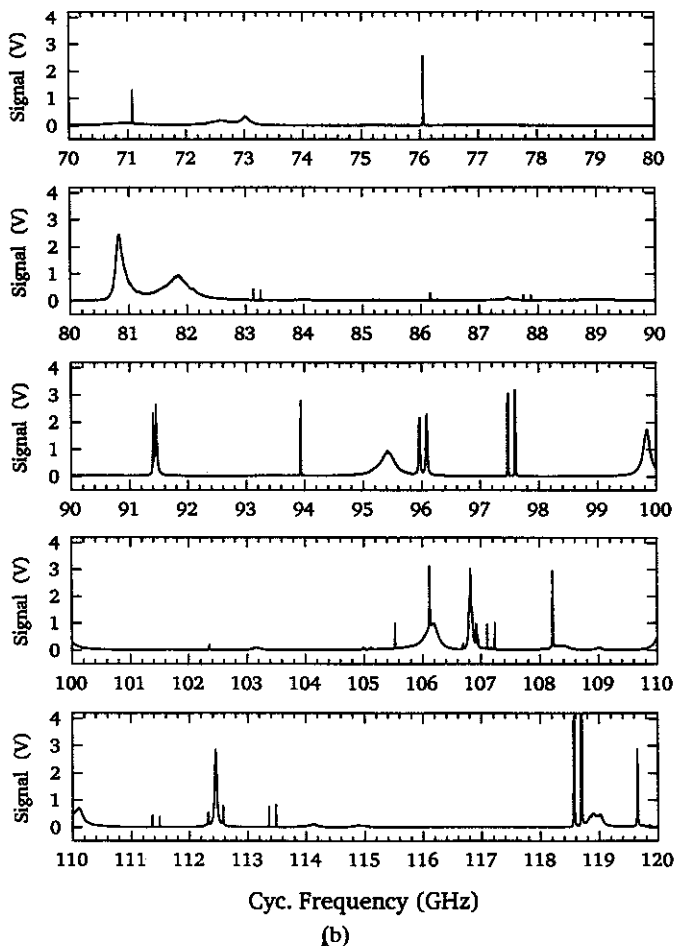 Signal (V)
4
3
2
1
0
70 71 72 73 74 75 76 77 78 79 80
Signal (V)
4
3
2
1
0
80 81 82 83 84 85 86 87 88 89 90
Signal (V)
4
3
2
1
0
90 91 92 93 94 95 96 97 98 99 100
Signal (V)
4
3
2
1
0
100 101 102 103 104 105 106 107 108 109 110
Signal (V)
4
3
2
1
0
110 111 112 113 114 115 116 117 118 119 120
Cyc. Frequency (GHz)
(b)